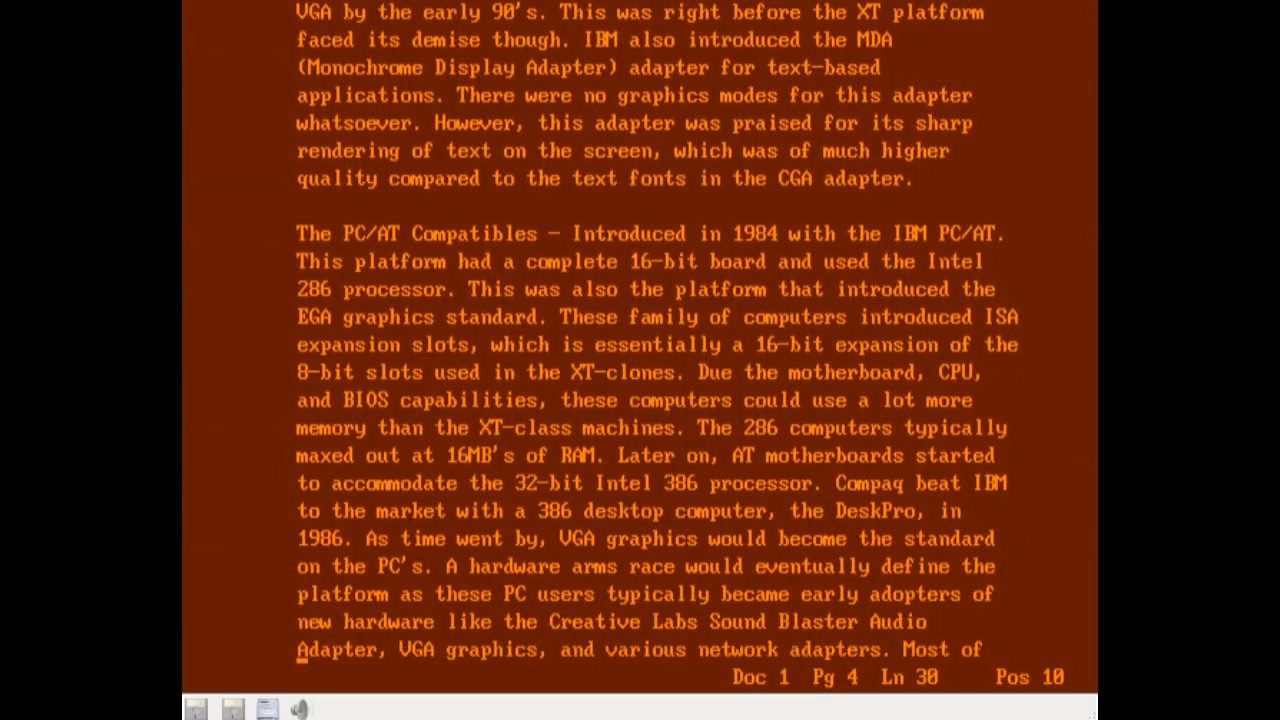 VGA by the early 90's. This was right before the XT platform
faced its demise though. IBM also introduced the MDA
(Monochrome Display Adapter) adapter for text-based
applications. There were no graphics modes for this adapter
whatsoever. However, this adapter was praised for its sharp
rendering of text on the screen, which was of much higher
quality compared to the text fonts in the CGA adapter.
The PC/AT Compatibles - Introduced in 1984 with the IBM PC/AT.
This platform had a complete 16-bit board and used the Intel
286 processor. This was also the platform that introduced the
EGA graphics standard. These family of computers introduced ISA
expansion slots, which is essentially a 16-bit expansion of the
8-bit slots used in the XT-clones. Due the motherboard, CPU,
and BIOS capabilities, these computers could use a lot more
memory than the XT-class machines. The 286 computers typically
maxed out at 16MB's of RAM. Later on, AT motherboards started
to accommodate the 32-bit Intel 386 processor. Compaq beat IBM
to the market with a 386 desktop computer, the DeskPro, in
1986. As time went by, VGA graphics would become the standard
on the PC's. A hardware arms race would eventually define the
platform as these PC users typically became early adopters of
new hardware like the Creative Labs Sound Blaster Audio
Adapter, VGA graphics, and various network adapters. Most of
Doc 1 Pg 4 Ln 30 Pos 10